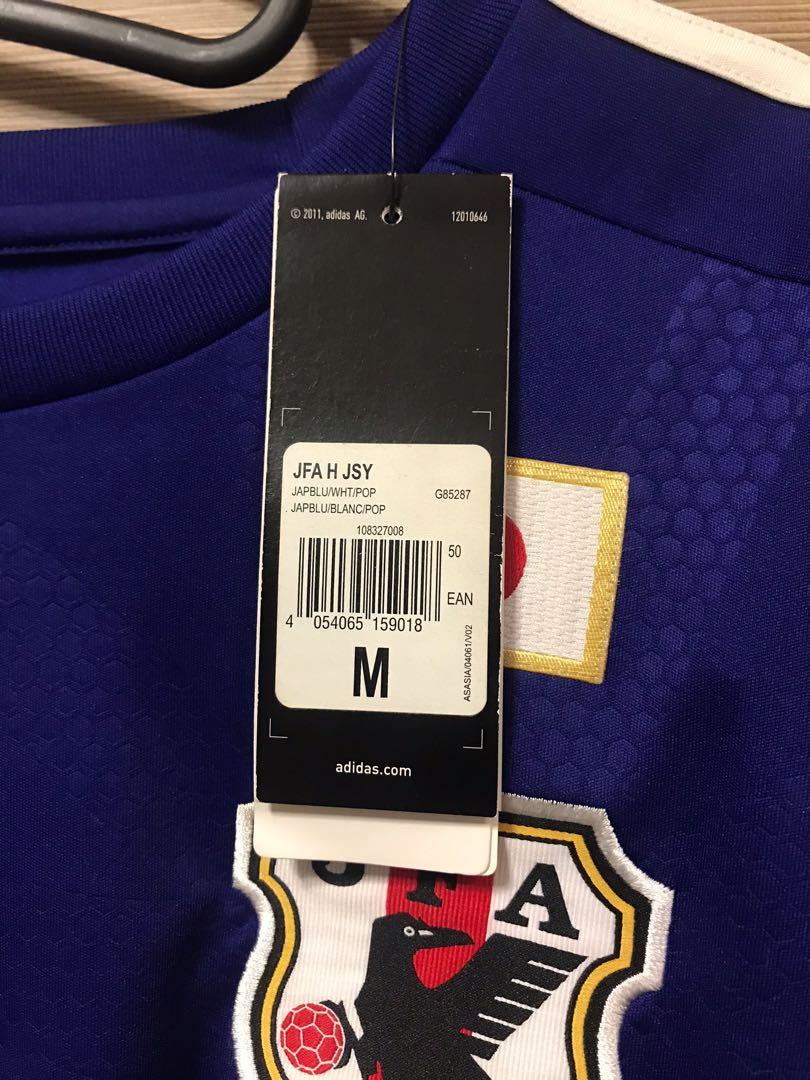 © 2011, adidas AG. 12010646
JFA H JSY
JAPBLU/WHT/POP G85287
. JAPBLU/BLANC/POP
108327008
50
EAN
4 054065 159018
M
ASASIA/04061/V02
adidas.com
JFA